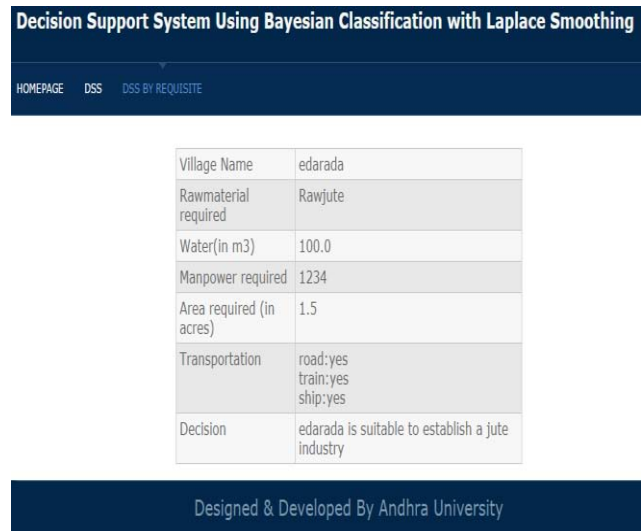 Decision Support System Using Bayesian Classification with Laplace Smoothing
HOMEPAGE DSS DSS BY REQUISITE
Village Name edarada
Rawmaterial required Rawjute
Water(in m3) 100.0
Manpower required 1234
Area required (in acres) 1.5
Transportation road:yes
train:yes
ship:yes
Decision edarada is suitable to establish a jute industry
Designed & Developed By Andhra University